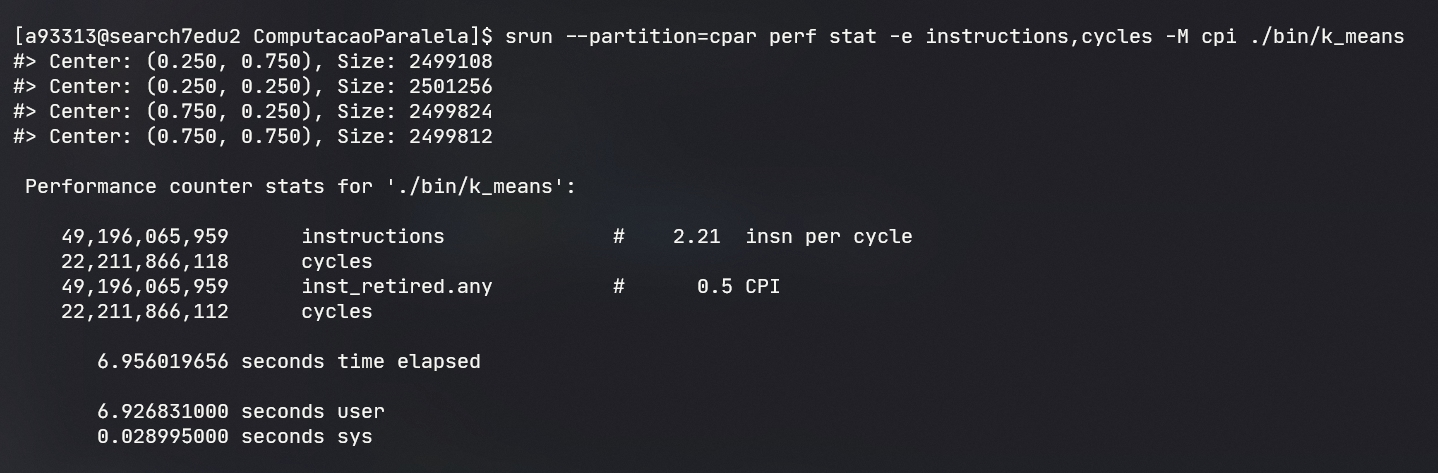 [a93313@search7edu2 ComputacaoParalela]$ srun --partition=cpar perf stat -e instructions,cycles -M cpi ./bin/k_means
#> Center: (0.250, 0.750), Size: 2499108
#> Center: (0.250, 0.250), Size: 2501256
#> Center: (0.750, 0.250), Size: 2499824
#> Center: (0.750, 0.750), Size: 2499812
Performance counter stats for './bin/k_means':
49,196,065,959 instructions # 2.21 insn per cycle
22,211,866,118 cycles
49,196,065,959 inst_retired.any # 0.5 CPI
22,211,866,112 cycles
6.956019656 seconds time elapsed
6.926831000 seconds user
0.028995000 seconds sys